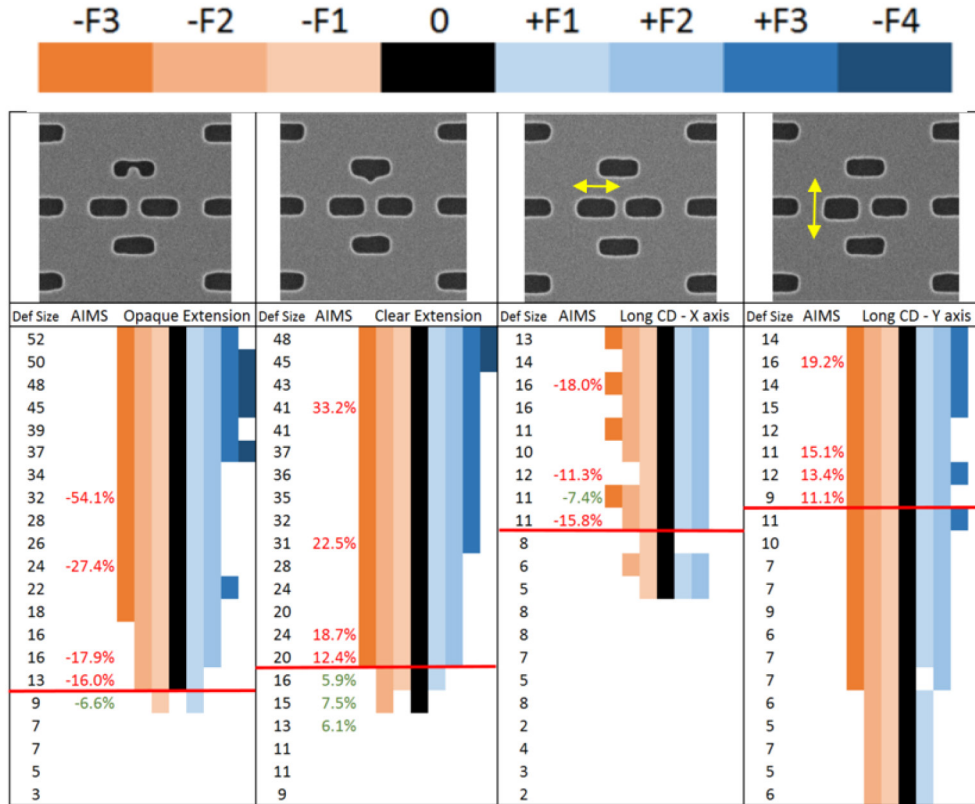 -F3 -F2 -F1 0 +F1 +F2 +F3 -F4
Def Size AIMS Opaque Extension Def Size AIMS Clear Extension Def Size AIMS Long CD - X axis Def Size AIMS Long CD - Y axis
52 48 13 14
50 45 14 16 19.2%
48 43 16 -18.0% 14
45 41 33.2% 16 15
39 41 11 12
37 37 10 11 15.1%
34 36 12 -11.3% 12 13.4%
32 -54.1% 35 11 -7.4% 9 11.1%
28 32 11 -15.8% 11
26 31 22.5% 8 10
24 -27.4% 28 6 7
22 24 5 7
18 20 8 9
16 24 18.7% 8 6
16 -17.9% 20 12.4% 7 7
13 -16.0% 16 5.9% 5 7
9 -6.6% 15 7.5% 8 6
7 13 6.1% 2 5
7 11 4 7
5 11 3 5
3 9 2 6